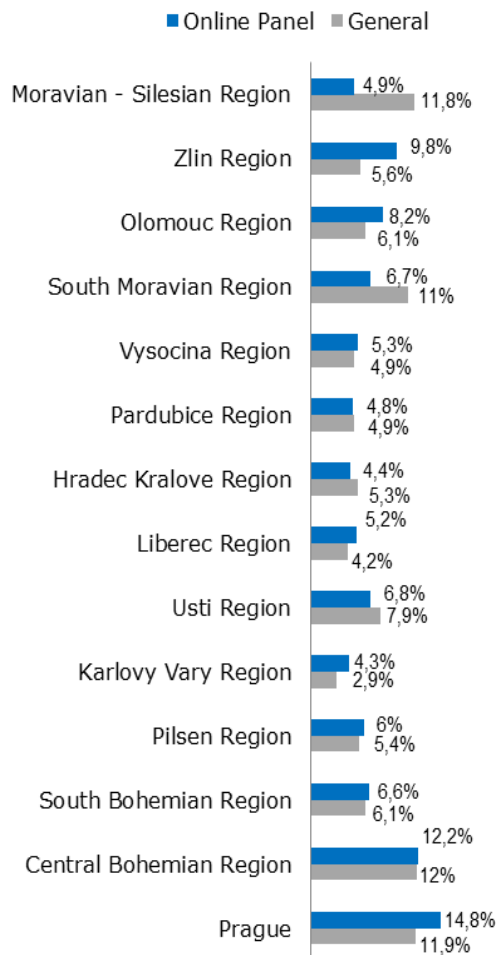 Online Panel General
Moravian - Silesian Region
4,9%
11,8%
Zlin Region
9,8%
5,6%
Olomouc Region
8,2%
6,1%
South Moravian Region
6,7%
11%
Vysocina Region
5,3%
4,9%
Pardubice Region
4,8%
4,9%
Hradec Kralove Region
4,4%
5,3%
Liberec Region
5,2%
4,2%
Usti Region
6,8%
7,9%
Karlovy Vary Region
4,3%
2,9%
Pilsen Region
6%
5,4%
South Bohemian Region
6,6%
6,1%
Central Bohemian Region
12,2%
12%
Prague
14,8%
11,9%